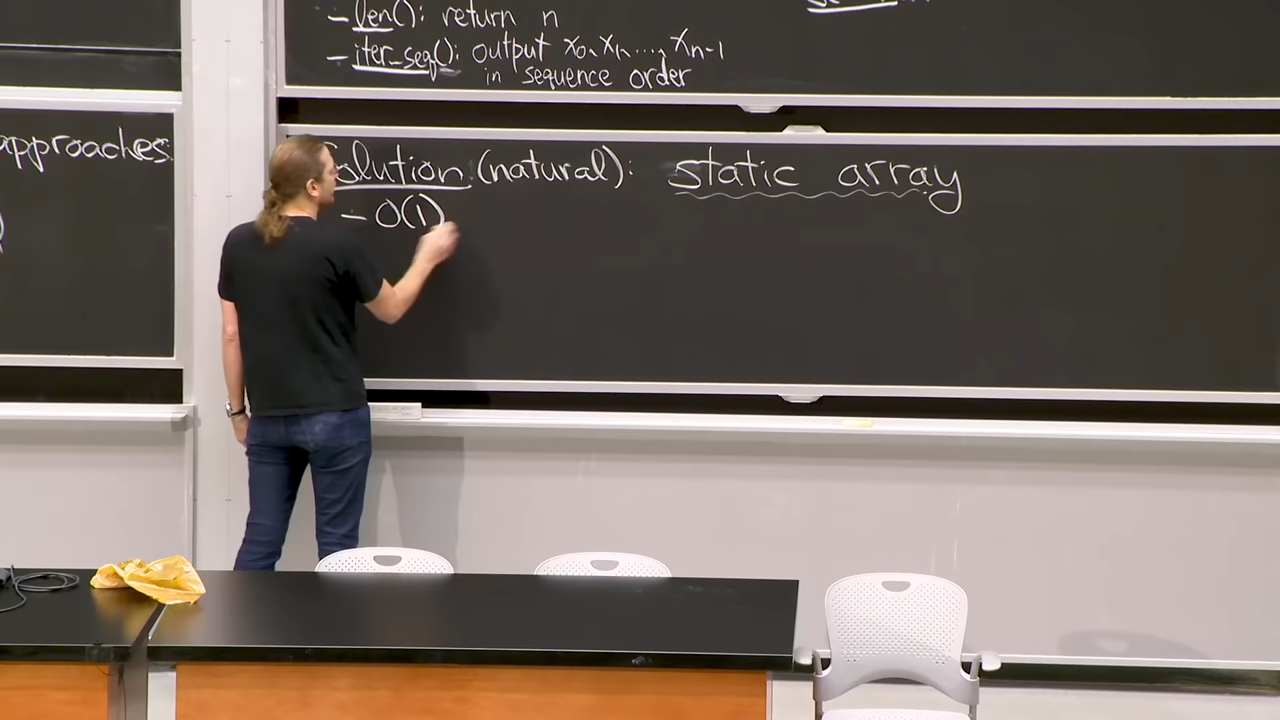 – len(): return n
– iter_seq(): output x₀, x₁, ..., xₙ₋₁
in sequence order
approaches:
)
Solution (natural): static array
– O(1)